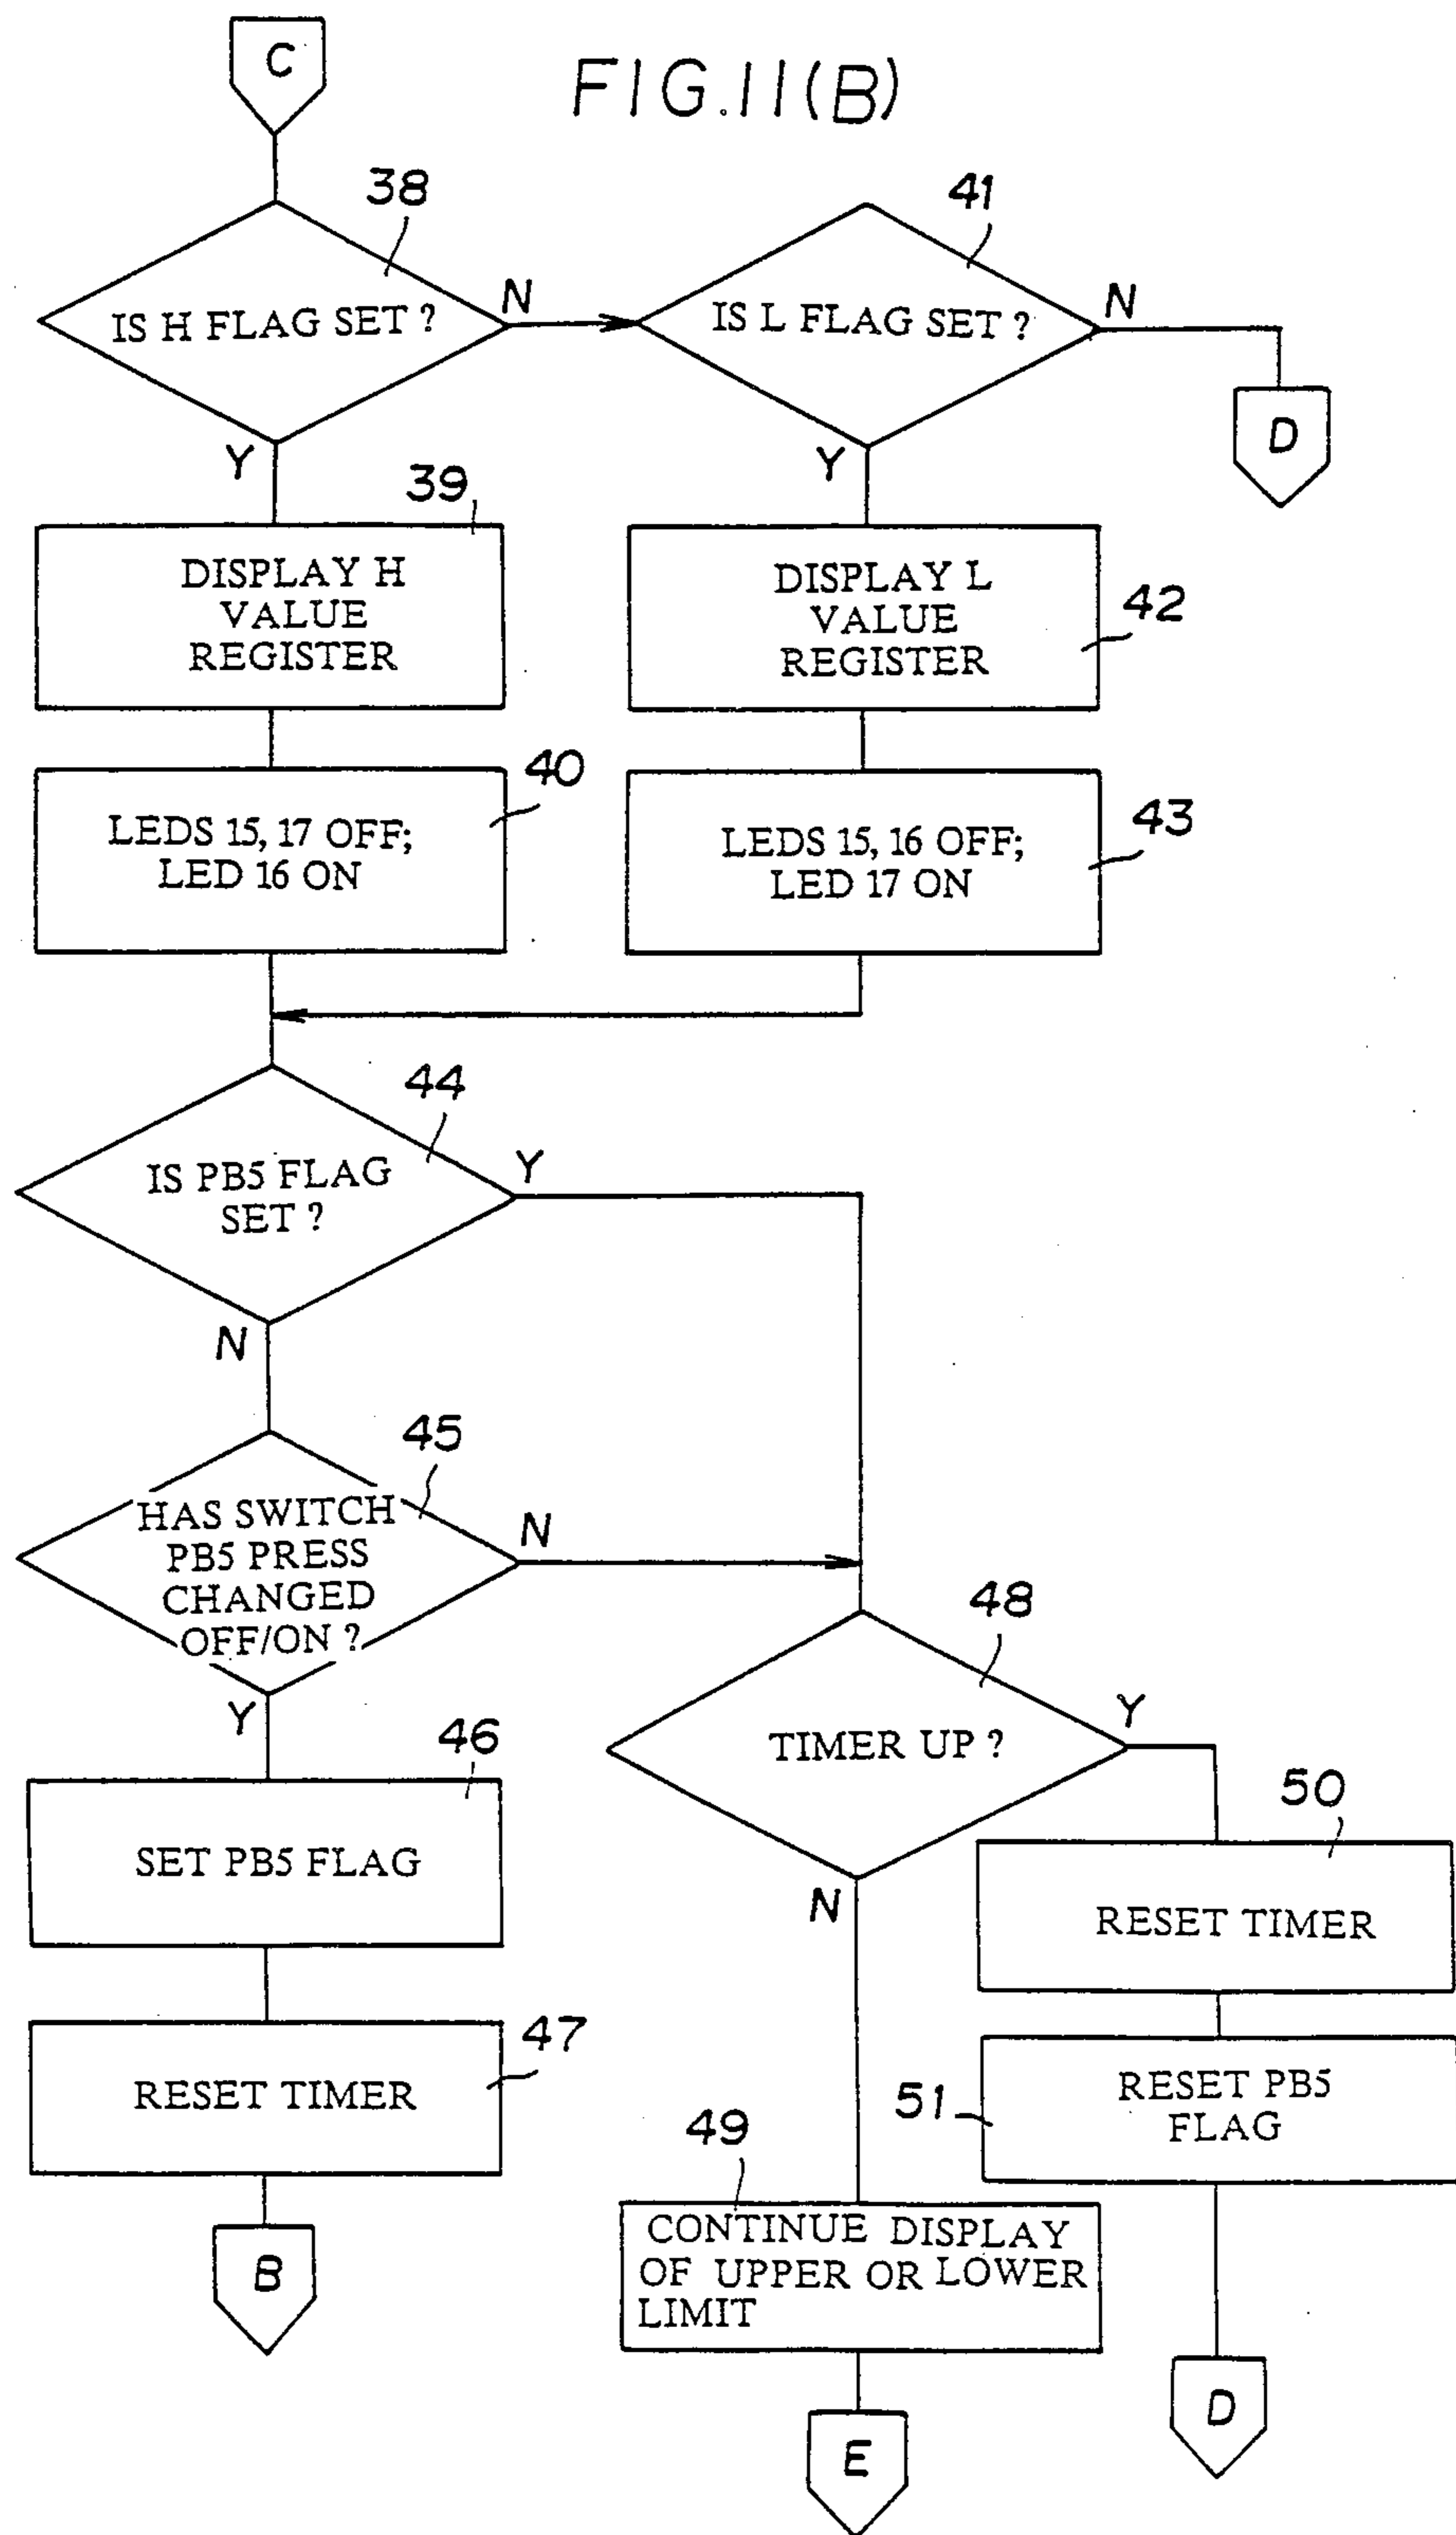 C
FIG.11(B)
38
41
IS H FLAG SET ?
N
IS L FLAG SET ?
N
D
Y
Y
39
DISPLAY H
VALUE
REGISTER
DISPLAY L
VALUE
REGISTER
42
40
LEDS 15, 17 OFF;
LED 16 ON
LEDS 15, 16 OFF;
LED 17 ON
43
44
IS PB5 FLAG
SET ?
Y
N
45
HAS SWITCH
PB5 PRESS
CHANGED
OFF/ON ?
N
Y
48
TIMER UP ?
Y
N
46
SET PB5 FLAG
50
RESET TIMER
47
RESET TIMER
51
RESET PB5
FLAG
49
CONTINUE DISPLAY
OF UPPER OR LOWER
LIMIT
B
E
D